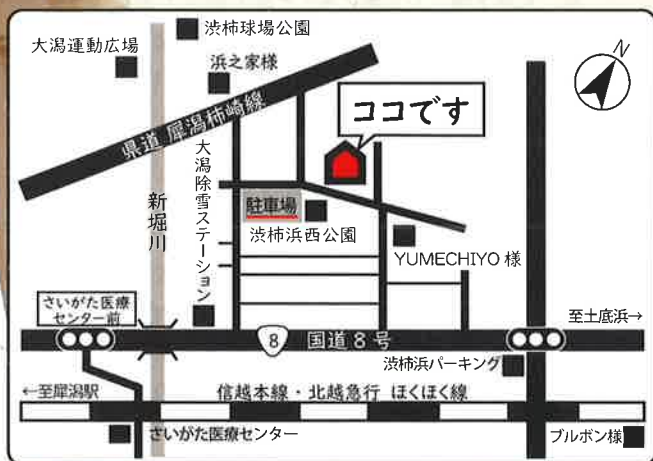 渋柿球場公園
大潟運動広場
浜之家様
N
ココです
県道 犀潟柿崎線
大潟除雪ステーション
新堀川
駐車場
渋柿浜西公園
YUMECHIYO 様
さいがた医療
センター前
8
国道8号
至土底浜→
渋柿浜パーキング
←至犀潟駅
信越本線・北越急行 ほくほく線
さいがた医療センター
ブルボン様